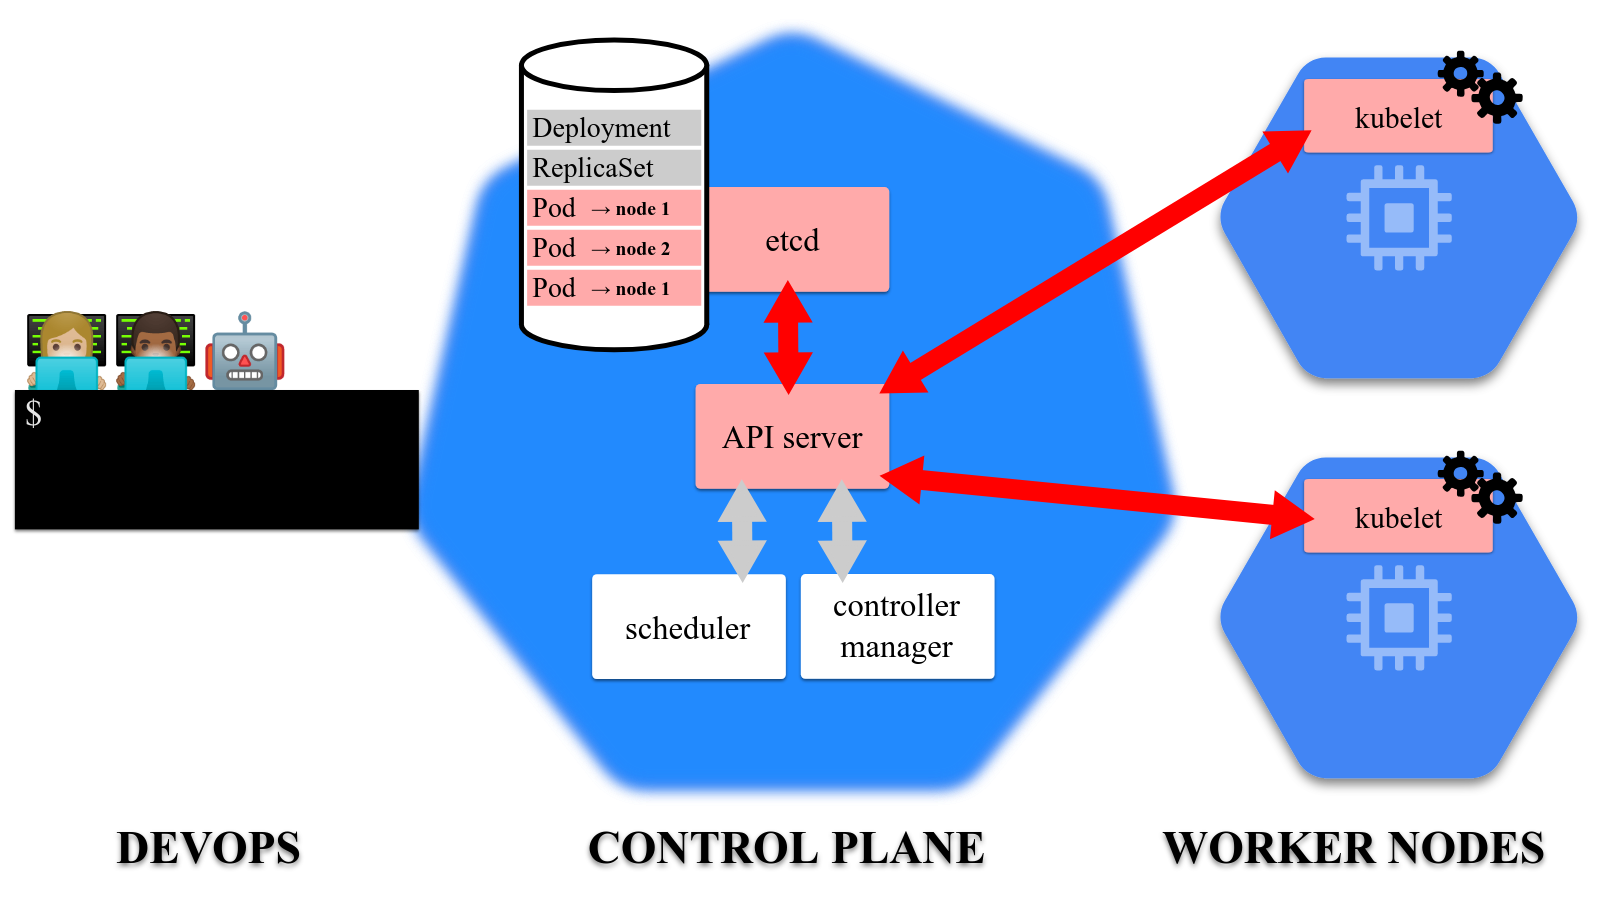 Deployment
ReplicaSet
Pod → node 1
Pod → node 2
Pod → node 1
etcd
kubelet
$
API server
kubelet
scheduler
controller
manager
DEVOPS
CONTROL PLANE
WORKER NODES